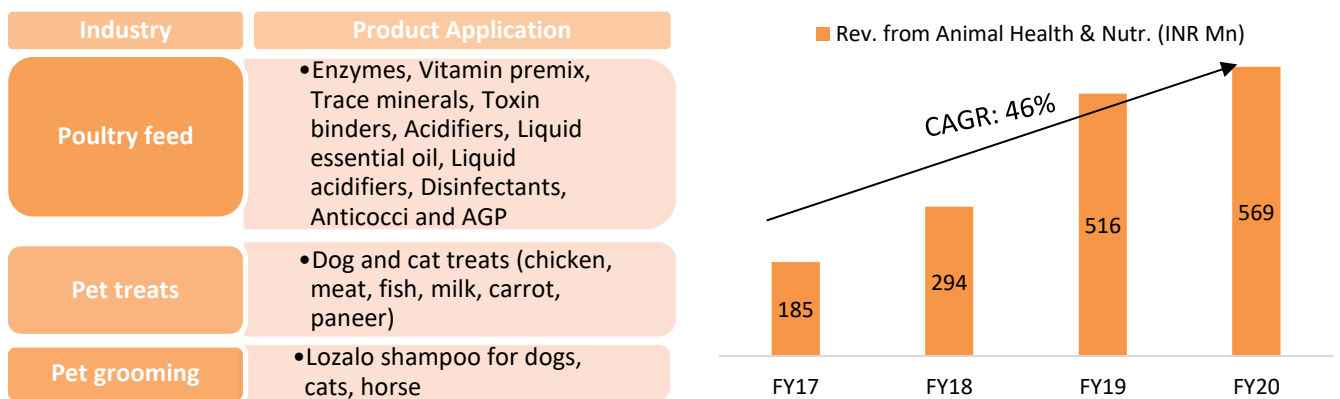 Industry
Product Application
Poultry feed
•Enzymes, Vitamin premix,
Trace minerals, Toxin
binders, Acidifiers, Liquid
essential oil, Liquid
acidifiers, Disinfectants,
Anticocci and AGP
Pet treats
•Dog and cat treats (chicken,
meat, fish, milk, carrot,
paneer)
Pet grooming
•Lozalo shampoo for dogs,
cats, horse
Rev. from Animal Health & Nutr. (INR Mn)
CAGR: 46%
185
294
516
569
FY17
FY18
FY19
FY20